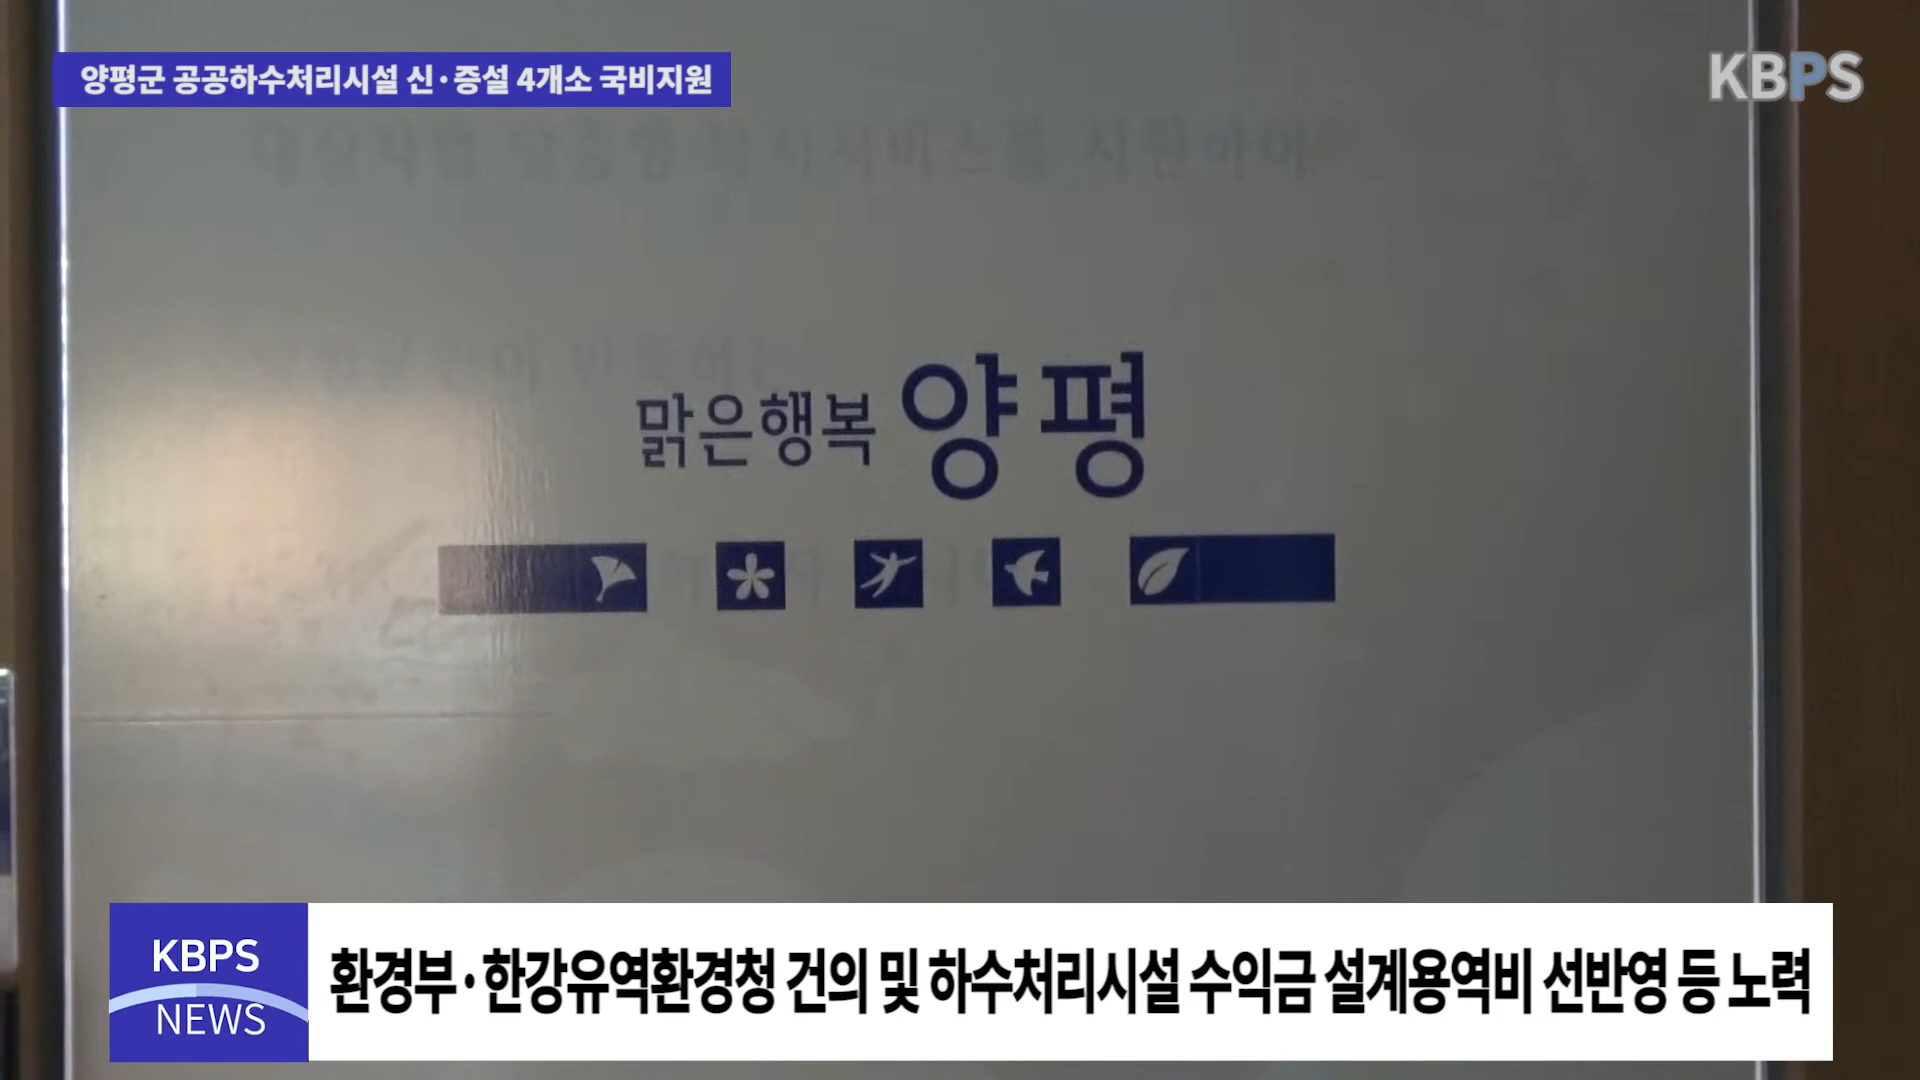 양평군 공공하수처리시설 신·증설 4개소 국비지원
KBPS
맑은행복 양평
KBPS
NEWS
환경부·한강유역환경청 건의 및 하수처리시설 수익금 설계용역비 선반영 등 노력